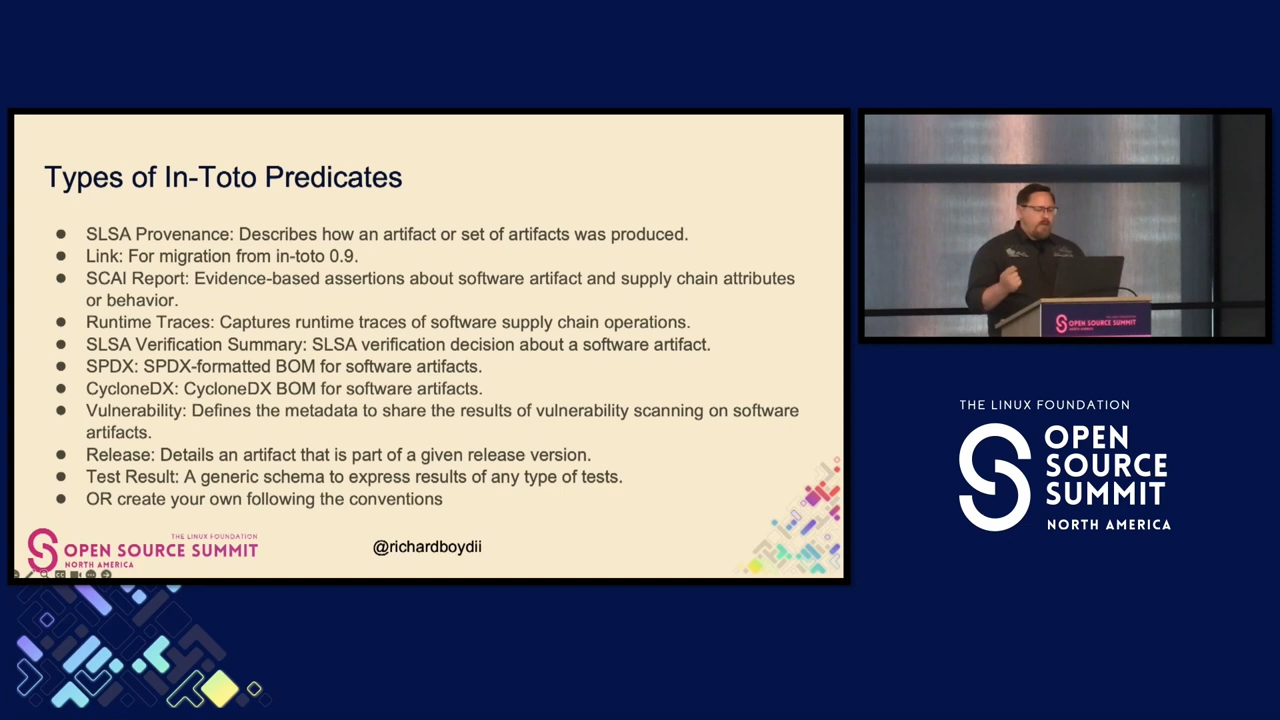 Types of In-Toto Predicates
● SLSA Provenance: Describes how an artifact or set of artifacts was produced.
● Link: For migration from in-toto 0.9.
● SCAI Report: Evidence-based assertions about software artifact and supply chain attributes
or behavior.
● Runtime Traces: Captures runtime traces of software supply chain operations.
● SLSA Verification Summary: SLSA verification decision about a software artifact.
● SPDX: SPDX-formatted BOM for software artifacts.
● CycloneDX: CycloneDX BOM for software artifacts.
● Vulnerability: Defines the metadata to share the results of vulnerability scanning on software
artifacts.
● Release: Details an artifact that is part of a given release version.
● Test Result: A generic schema to express results of any type of tests.
● OR create your own following the conventions
THE LINUX FOUNDATION
OPEN SOURCE SUMMIT
NORTH AMERICA
@richardboydii
OPEN SOURCE SUMMIT
THE LINUX FOUNDATION
OPEN
SOURCE
SUMMIT
NORTH AMERICA